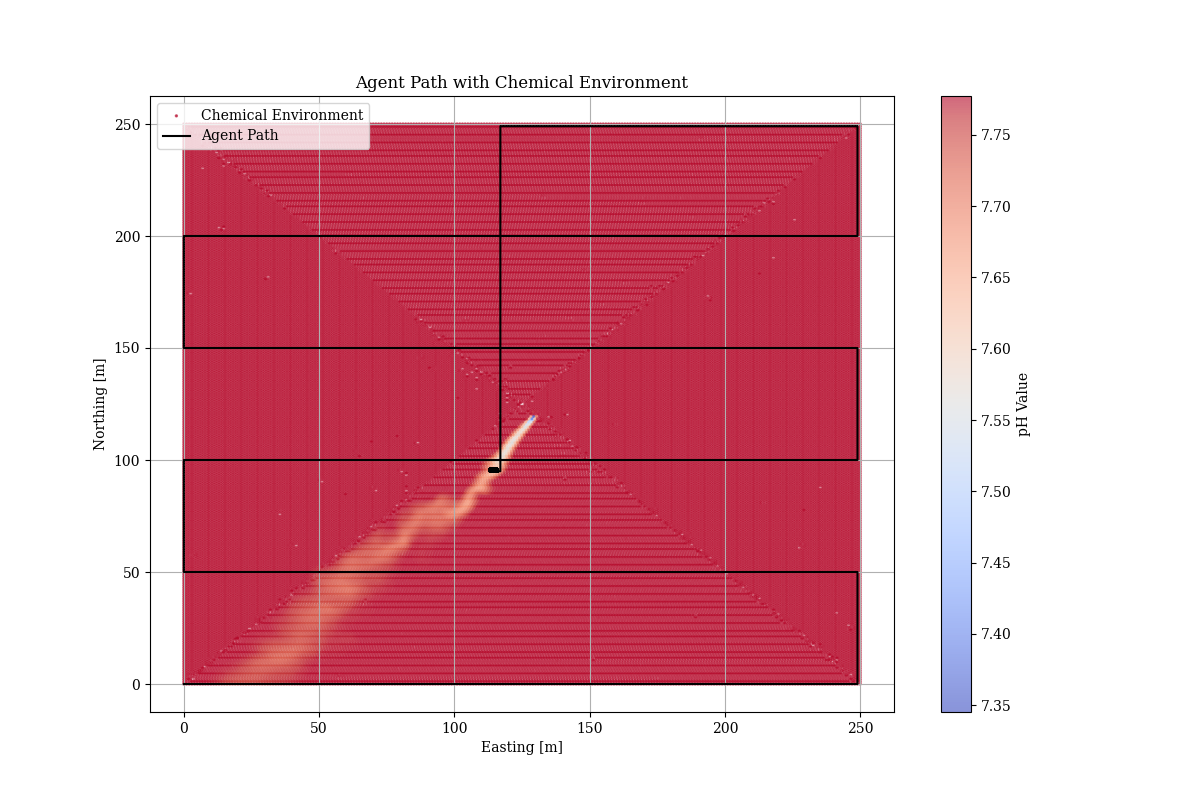 Agent Path with Chemical Environment
Chemical Environment
Agent Path
250
200
150
100
50
0
Northing [m]
0 50 100 150 200 250
Easting [m]
7.75
7.70
7.65
7.60
7.55
7.50
7.45
7.40
7.35
pH Value